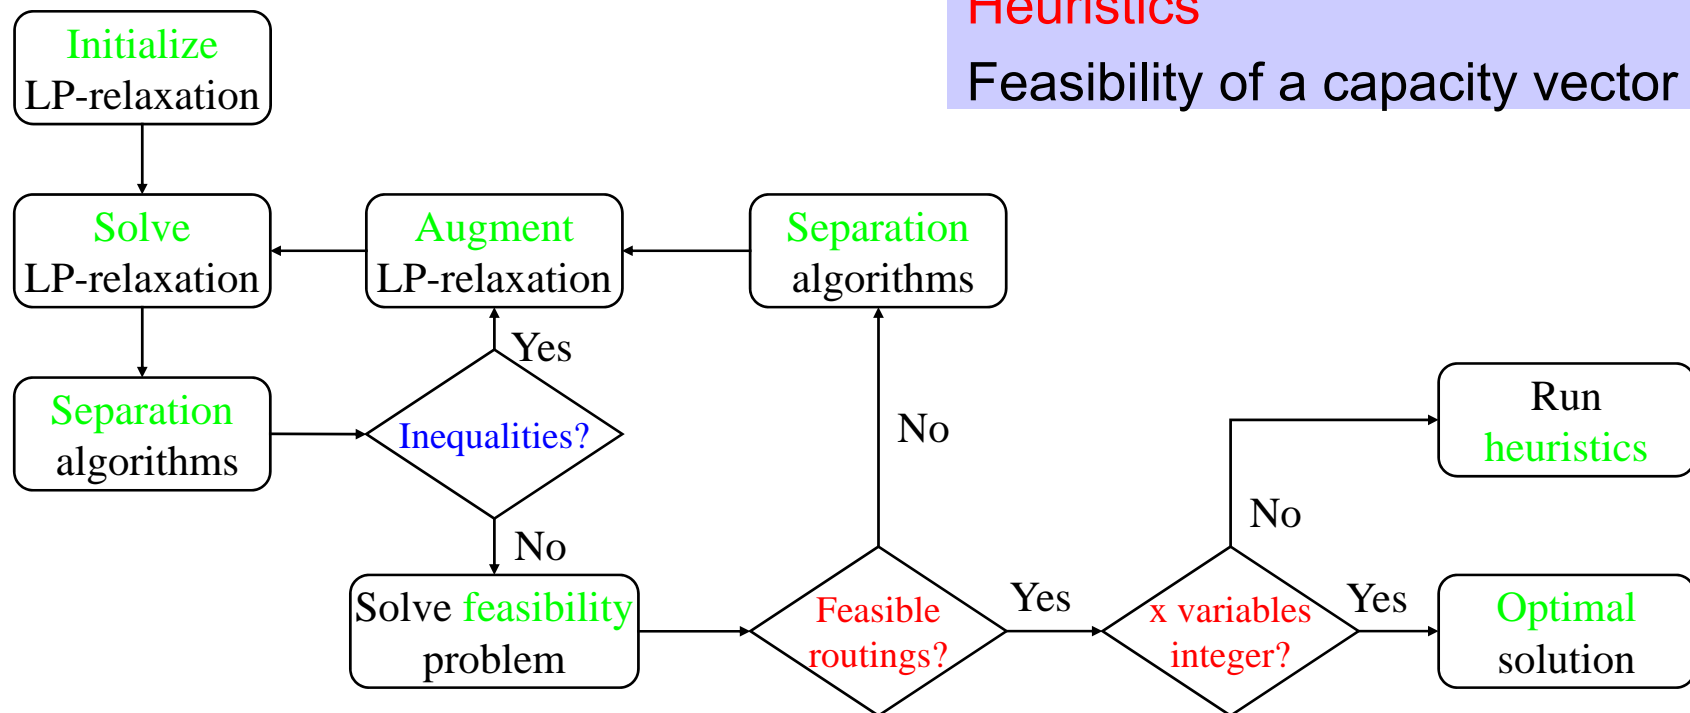 Heuristics
Feasibility of a capacity vector
Initialize
LP-relaxation
Solve
LP-relaxation
Augment
LP-relaxation
Separation
algorithms
Yes
Separation
algorithms
Inequalities?
No
Run
heuristics
No
No
Solve feasibility
problem
Feasible
routings?
Yes
x variables
integer?
Yes
Optimal
solution